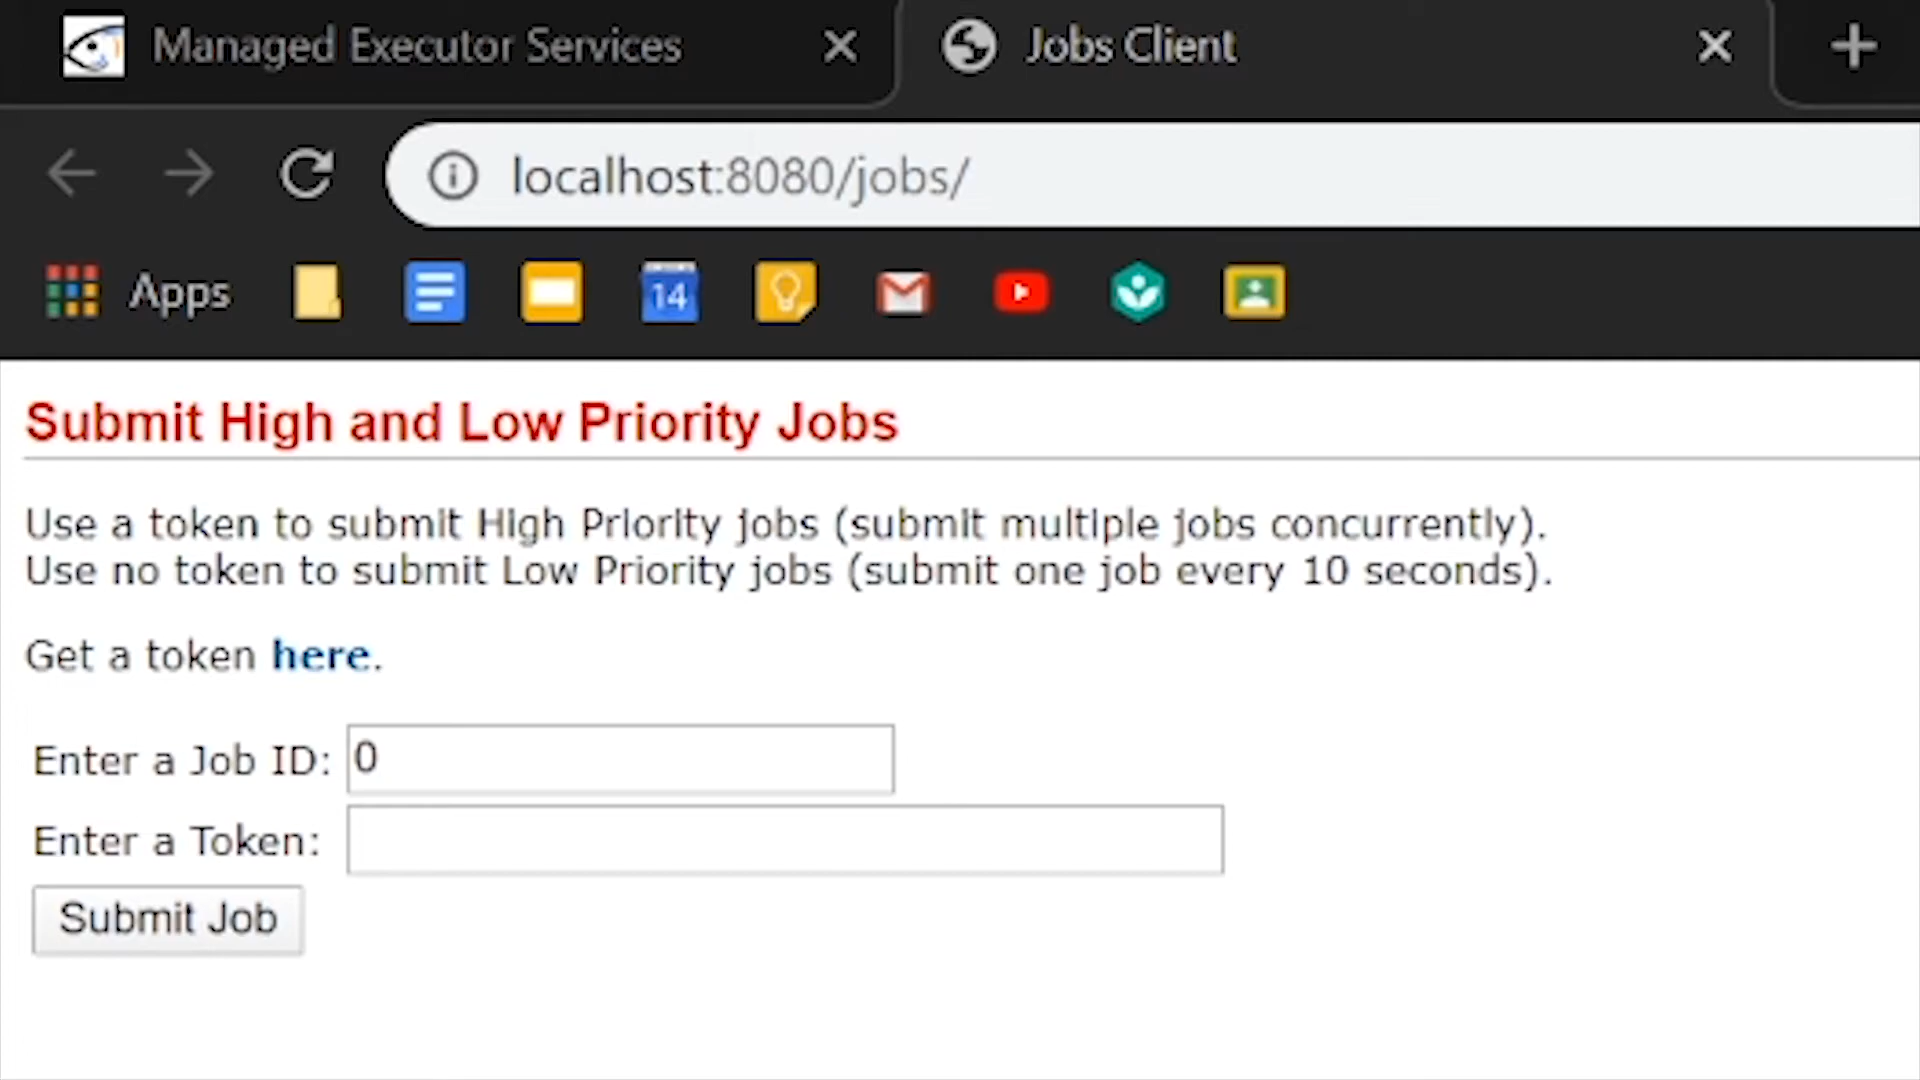 Managed Executor Services
Jobs Client
localhost:8080/jobs/
Apps
14
Submit High and Low Priority Jobs
Use a token to submit High Priority jobs (submit multiple jobs concurrently).
Use no token to submit Low Priority jobs (submit one job every 10 seconds).
Get a token here.
Enter a Job ID: 0
Enter a Token:
Submit Job